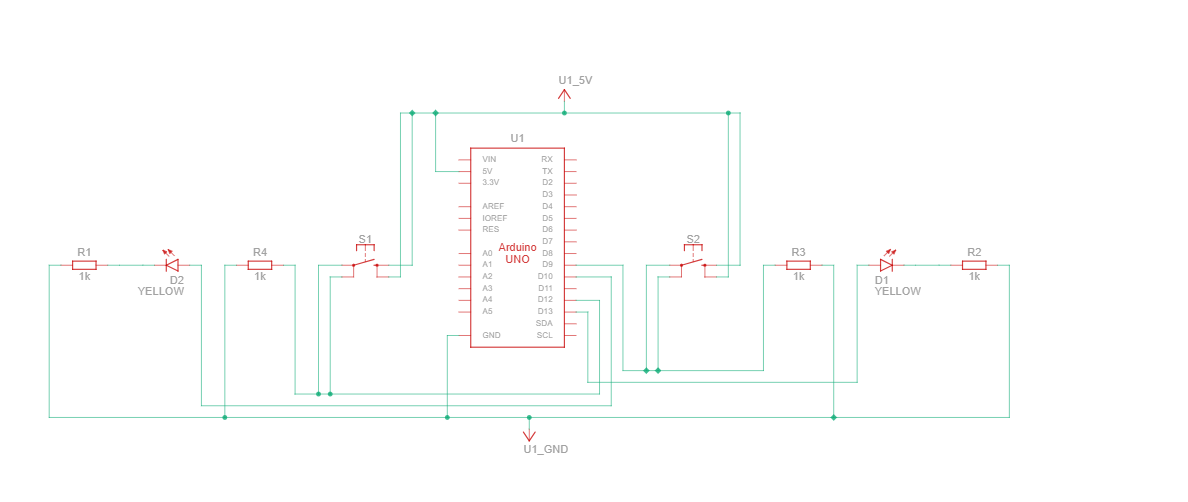 U1_5V
U1
VIN
RX
5V
TX
3.3V
D2
D3
AREF
D4
IOREF
D5
RES
D6
D7
A0
D8
A1
D9
A2
D10
A3
D11
A4
D12
A5
D13
SDA
GND
SCL
Arduino
UNO
R1
1k
D2
YELLOW
R4
1k
S1
S2
R3
1k
D1
YELLOW
R2
1k
U1_GND